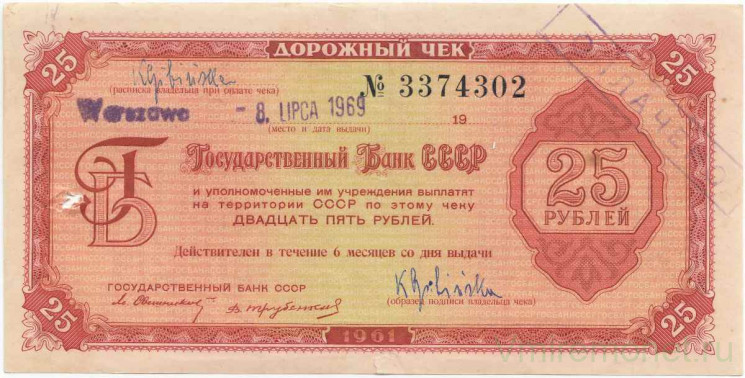 ДОРОЖНЫЙ ЧЕК
25 25
(расписка владельца при оплате чека)
№ 3374302
Warszawa - 8. LIPCA 1969 19
(место и дата выдачи)
ОПЛАЧЕНО
ГБ
Государственный Банк СССР
и уполномоченные им учреждения выплатят
на территории СССР по этому чеку
ДВАДЦАТЬ ПЯТЬ РУБЛЕЙ.
25
РУБЛЕЙ
Действителен в течение 6 месяцев со дня выдачи
ГОСУДАРСТВЕННЫЙ БАНК СССР
(образец подписи владельца чека)
25 25
1961